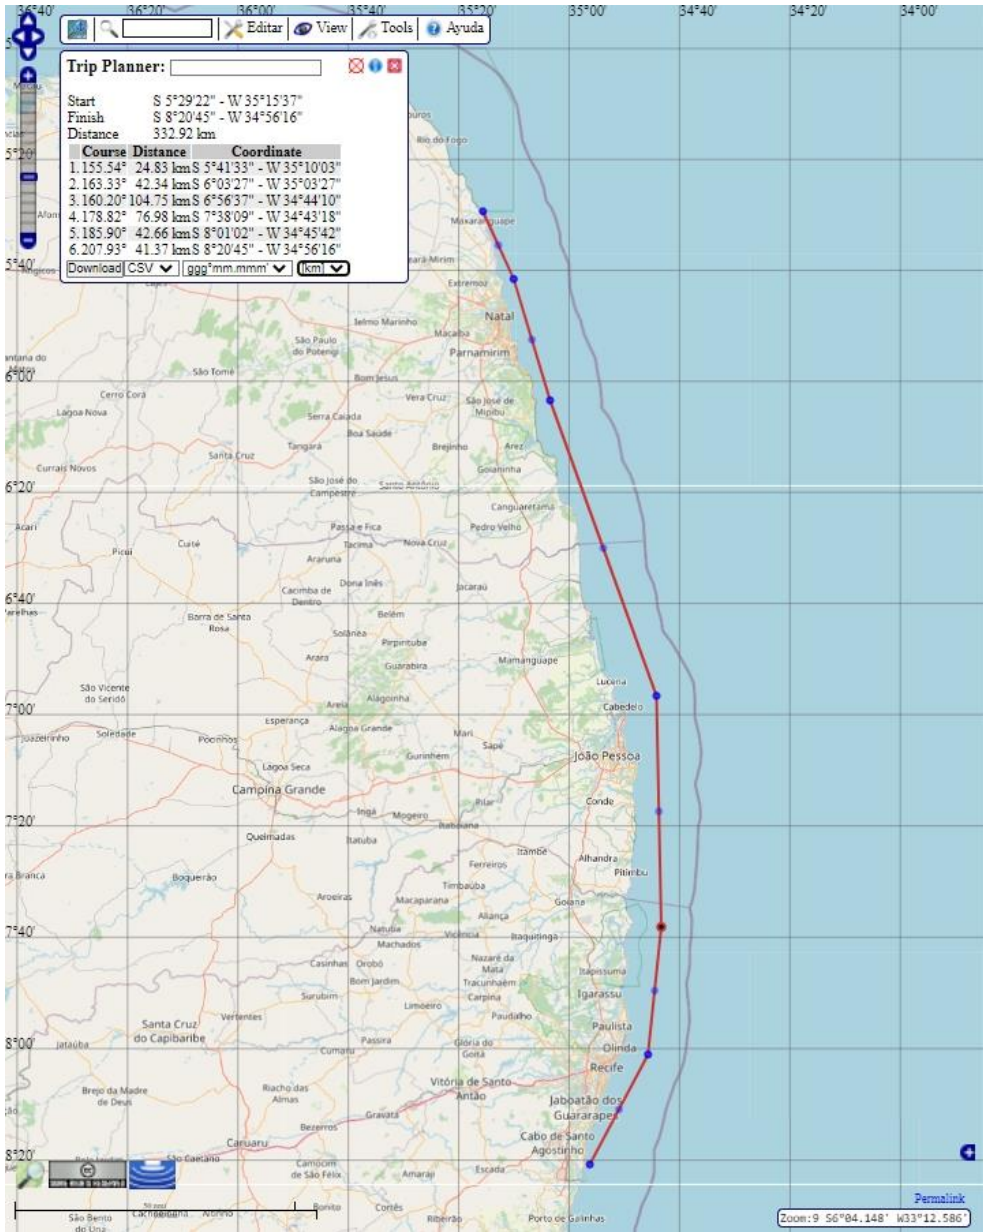 36°40' 36°20' 36°00' 35°40' 35°20' 35°00' 34°40' 34°20' 34°00'
Editar View Tools Ayuda
Trip Planner:
Start S 5°29'22" - W 35°15'37"
Finish S 8°20'45" - W 34°56'16"
Distance 332.92 km
Course Distance Coordinate
1. 155.54° 24.83 km S 5°41'33" - W 35°10'03"
2. 163.33° 42.34 km S 6°03'27" - W 35°03'27"
3. 160.20° 104.75 km S 6°56'37" - W 34°44'10"
4. 178.82° 76.98 km S 7°38'09" - W 34°43'18"
5. 185.90° 42.66 km S 8°01'02" - W 34°45'42"
6. 207.93° 41.37 km S 8°20'45" - W 34°56'16"
Download CSV ggg°mm.mmm' [km]
Rio do Fogo
5°20'
Maxaranguape
5°40'
Extremoz
Natal
Ielmo Marinho
Macaíba
São Paulo
do Potengi
Parnamirim
São Tomé
Bom Jesus
6°00'
Cerro Corá
Vera Cruz
São José de
Mipibu
Lagoa Nova
Serra Caiada
Boa Saúde
Tangará
Brejinho
Arez
Santa Cruz
Currais Novos
Goianinha
São José do
Campestre
Santo Antônio
6°20'
Canguaretama
Acari
Passa e Fica
Pedro Velho
Picuí
Cuité
Tacima
Nova Cruz
Araruna
Dona Inês
Jacaraú
Cacimba de
Dentro
6°40'
Parelhas
Barra de Santa
Rosa
Belém
Solânea
Pirpirituba
Arara
Guarabira
Mamanguape
São Vicente
do Seridó
Lucena
Areia
Alagoinha
Cabedelo
7°00'
Esperança
Alagoa Grande
Mari
Juazeirinho
Soledade
Pocinhos
Sapé
João Pessoa
Gurinhém
Lagoa Seca
Campina Grande
Pilar
Conde
Ingá
Mogeiro
Itabaiana
7°20'
Queimadas
Itatuba
Itambé
Alhandra
Ferreiros
Pitimbu
Boqueirão
Timbaúba
Aroeiras
Macaparana
Goiana
Aliança
7°40'
Natuba
Vicência
Itaquitinga
Machados
Casinhas
Orobó
Nazaré da
Mata
Itapissuma
Bom Jardim
Tracunhaém
Surubim
Carpina
Igarassu
Limoeiro
Vertentes
Paudalho
Santa Cruz
do Capibaribe
Paulista
Jataúba
Passira
Glória do
Goitá
Olinda
8°00'
Cumaru
Recife
Brejo da Madre
de Deus
Riacho das
Almas
Vitória de Santo
Antão
Jaboatão dos
Guararapes
Gravatá
Bezerros
Caruaru
Cabo de Santo
Agostinho
8°20'
São Caetano
Camocim
de São Félix
Amaraji
Escada
50 nmi
Lachoeirinha
Altinho
Bonito
Cortês
São Bento
do Una
Ribeirão
Porto de Galinhas
Permalink
Zoom:9 S6°04.148' W33°12.586'